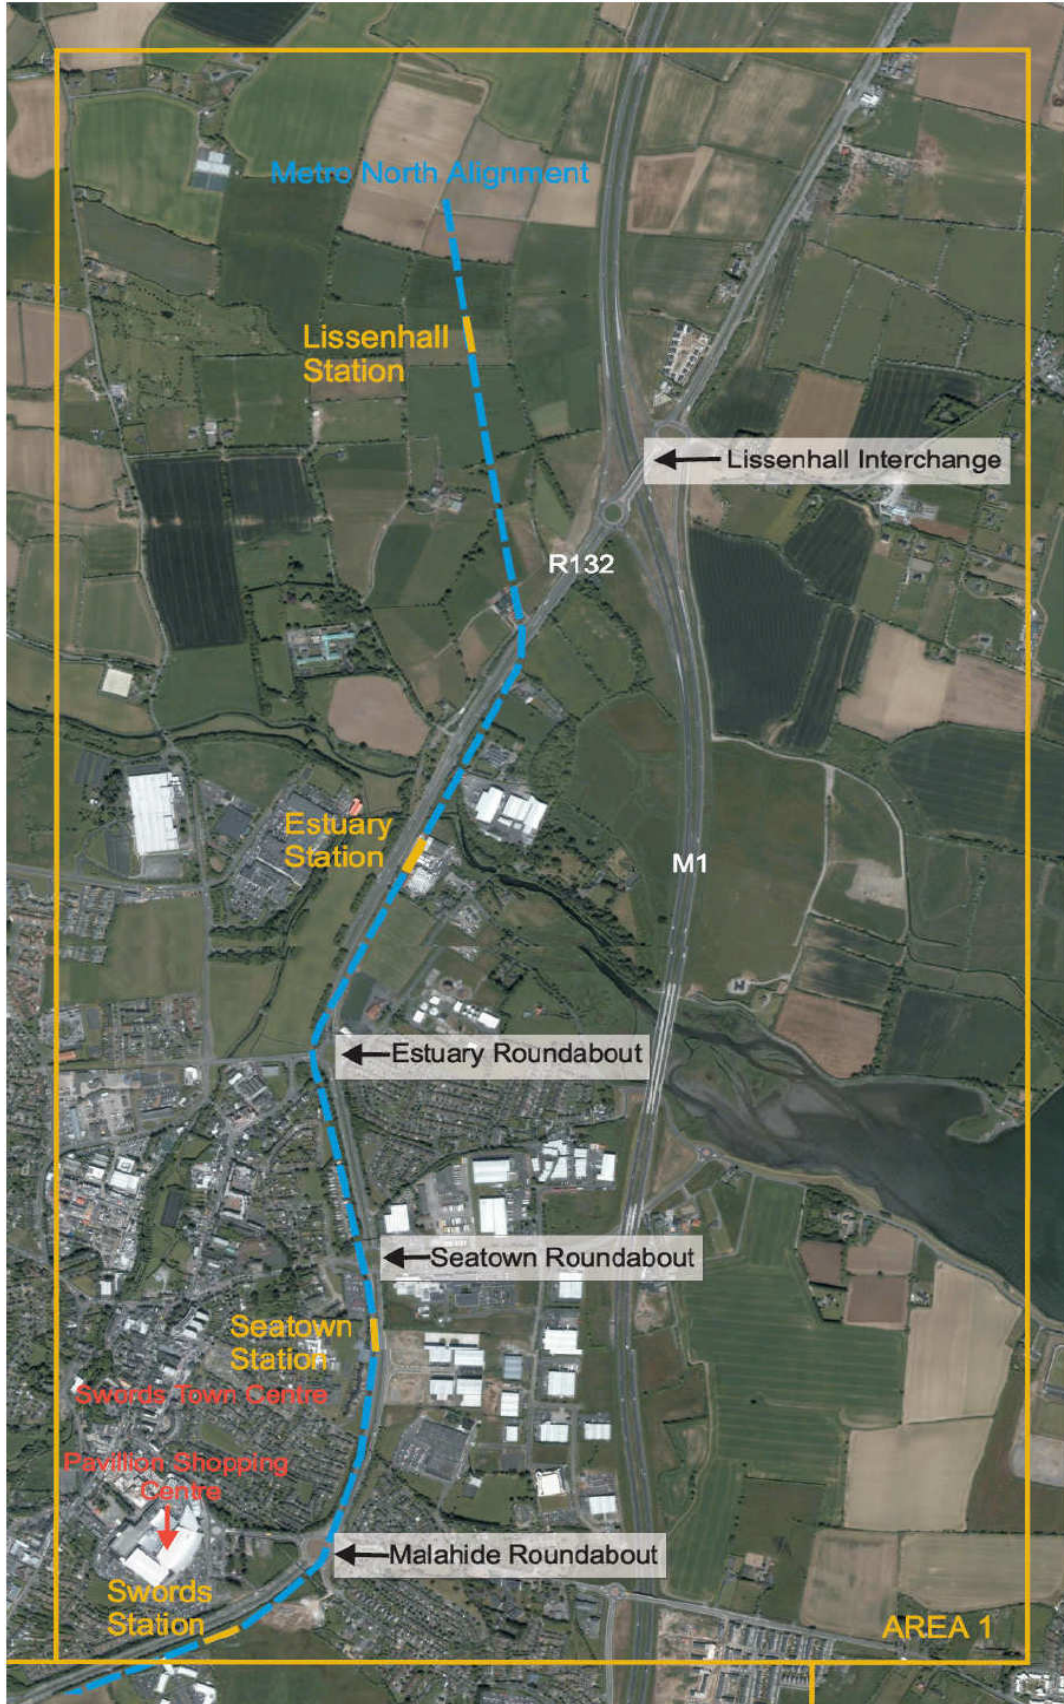 Metro North Alignment
Lissenhall
Station
Lissenhall Interchange
R132
Estuary
Station
M1
Estuary Roundabout
Seatown Roundabout
Seatown
Station
Swords Town Centre
Pavillion Shopping
Centre
Malahide Roundabout
Swords
Station
AREA 1